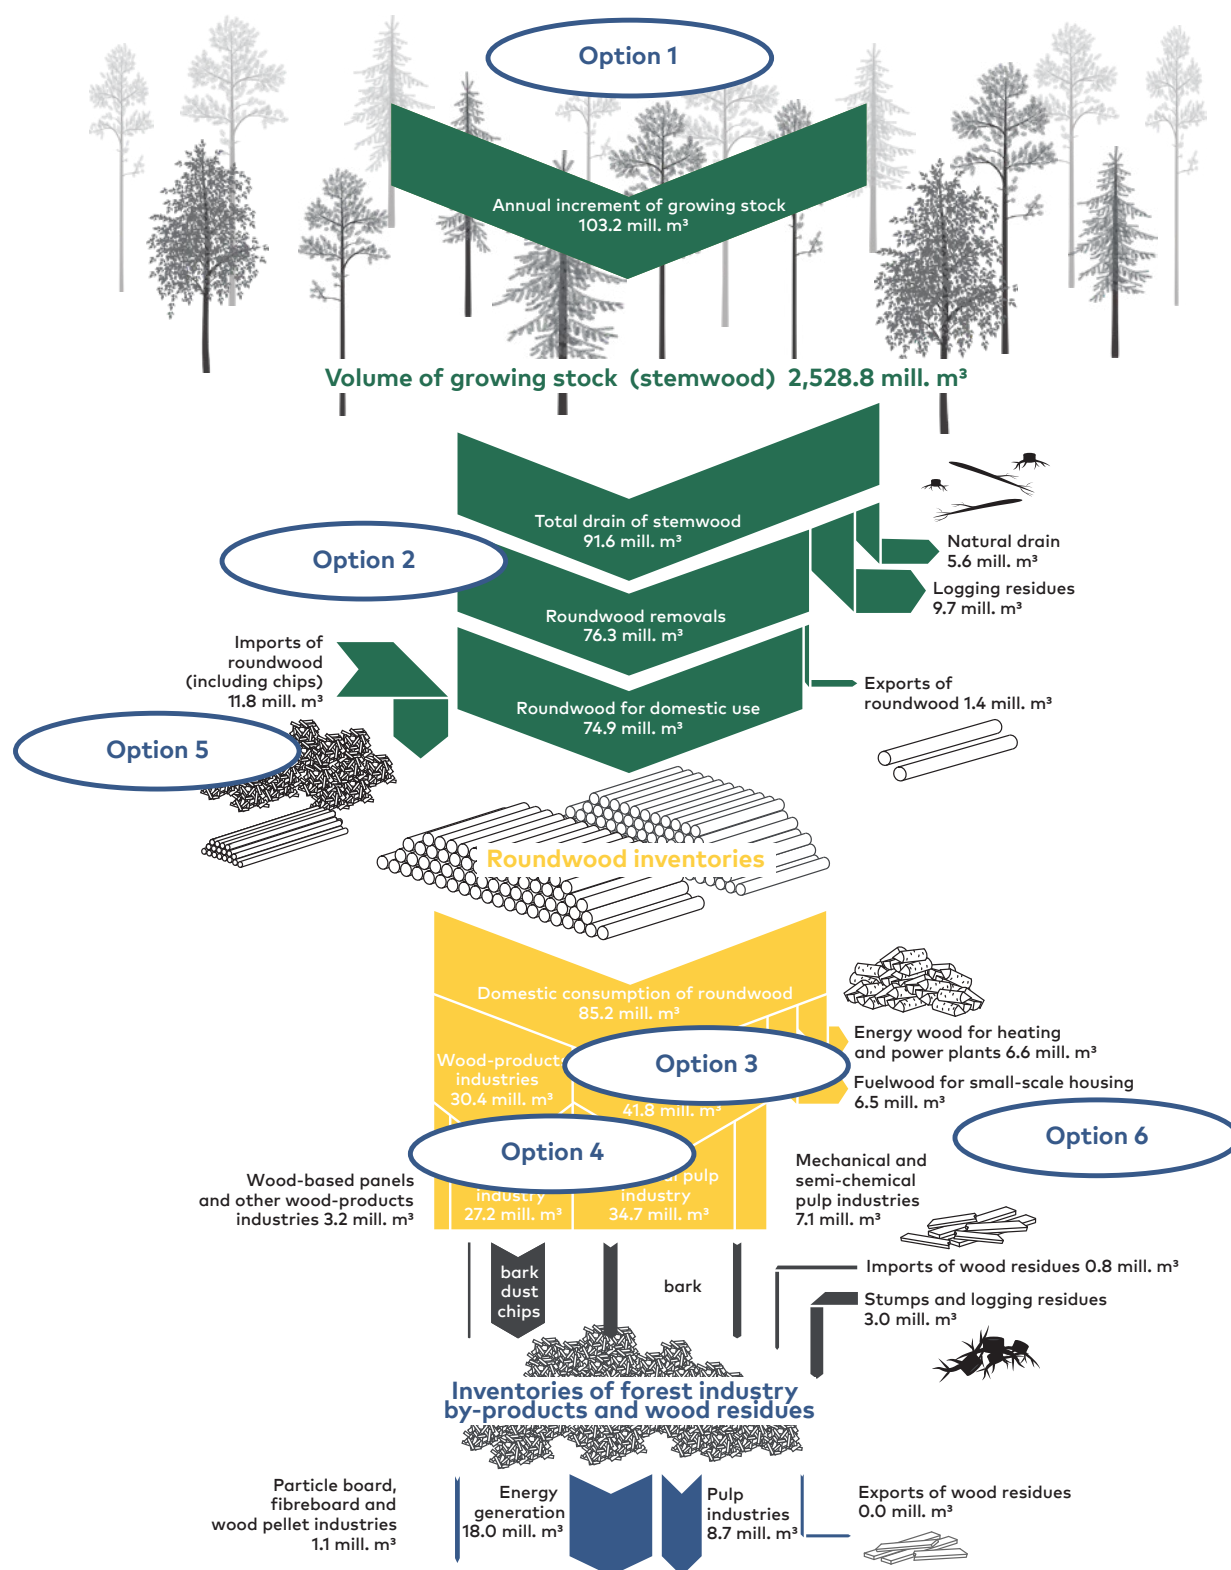 Option 1
Annual increment of growing stock
103.2 mill. m³
Volume of growing stock (stemwood) 2,528.8 mill. m³
Total drain of stemwood
91.6 mill. m³
Natural drain
5.6 mill. m³
Option 2
Logging residues
9.7 mill. m³
Roundwood removals
76.3 mill. m³
Imports of
roundwood
(including chips)
11.8 mill. m³
Exports of
roundwood 1.4 mill. m³
Roundwood for domestic use
74.9 mill. m³
Option 5
Roundwood inventories
Domestic consumption of roundwood
85.2 mill. m³
Energy wood for heating
and power plants 6.6 mill. m³
Wood-products
industries
30.4 mill. m³
Option 3
41.8 mill. m³
Fuelwood for small-scale housing
6.5 mill. m³
Option 6
Option 4
Wood-based panels
and other wood-products
industries 3.2 mill. m³
industry
27.2 mill. m³
pulp
industry
34.7 mill. m³
Mechanical and
semi-chemical
pulp industries
7.1 mill. m³
bark
dust
chips
bark
Imports of wood residues 0.8 mill. m³
Stumps and logging residues
3.0 mill. m³
Inventories of forest industry
by-products and wood residues
Particle board,
fibreboard and
wood pellet industries
1.1 mill. m³
Energy
generation
18.0 mill. m³
Pulp
industries
8.7 mill. m³
Exports of wood residues
0.0 mill. m³